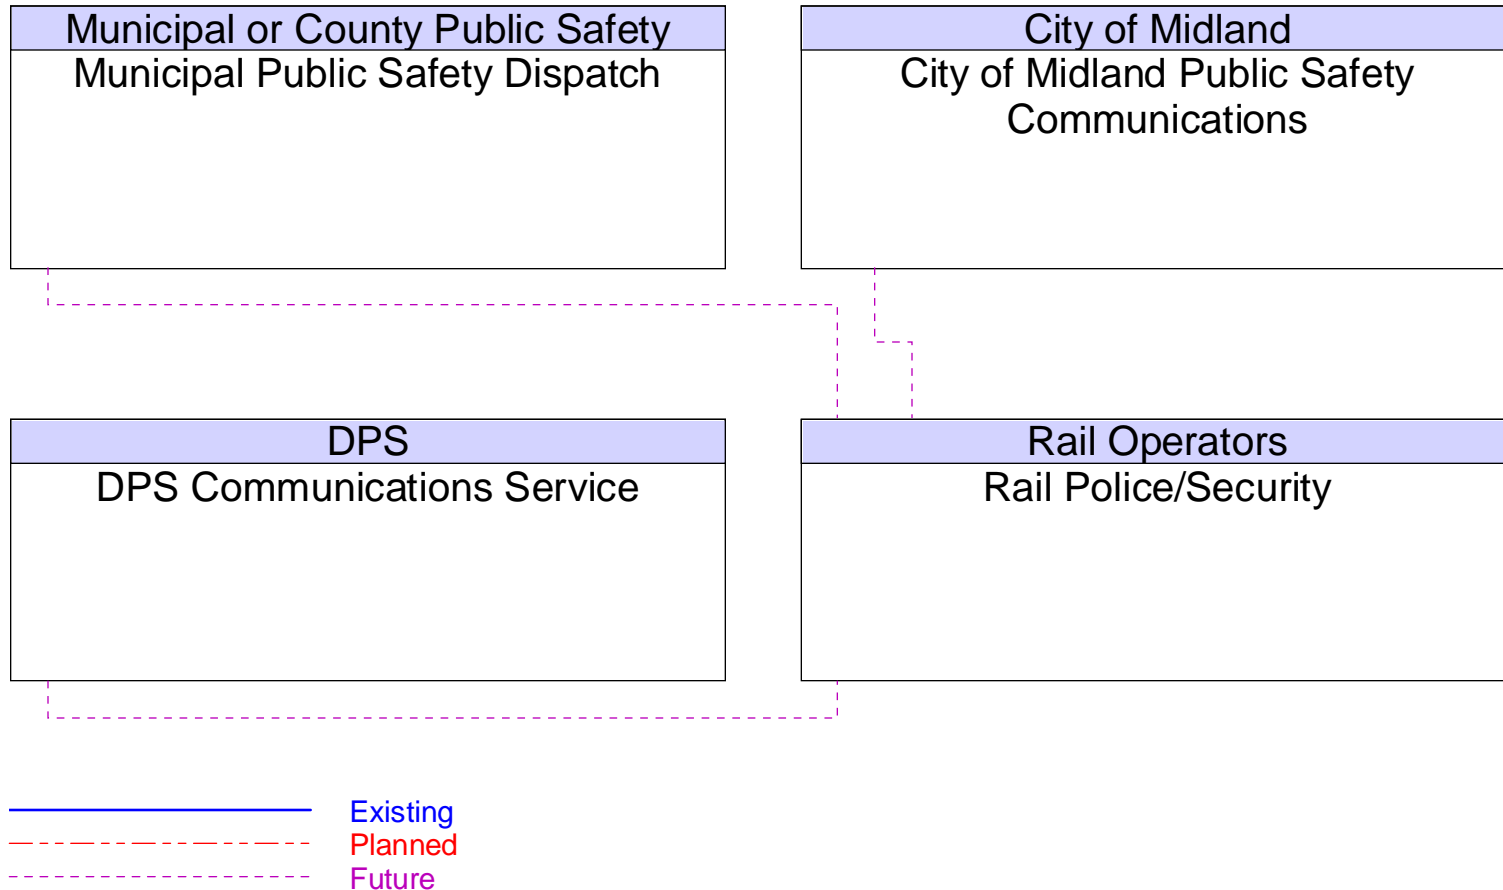 Municipal or County Public Safety
Municipal Public Safety Dispatch
City of Midland
City of Midland Public Safety
Communications
DPS
DPS Communications Service
Rail Operators
Rail Police/Security
Existing
Planned
Future